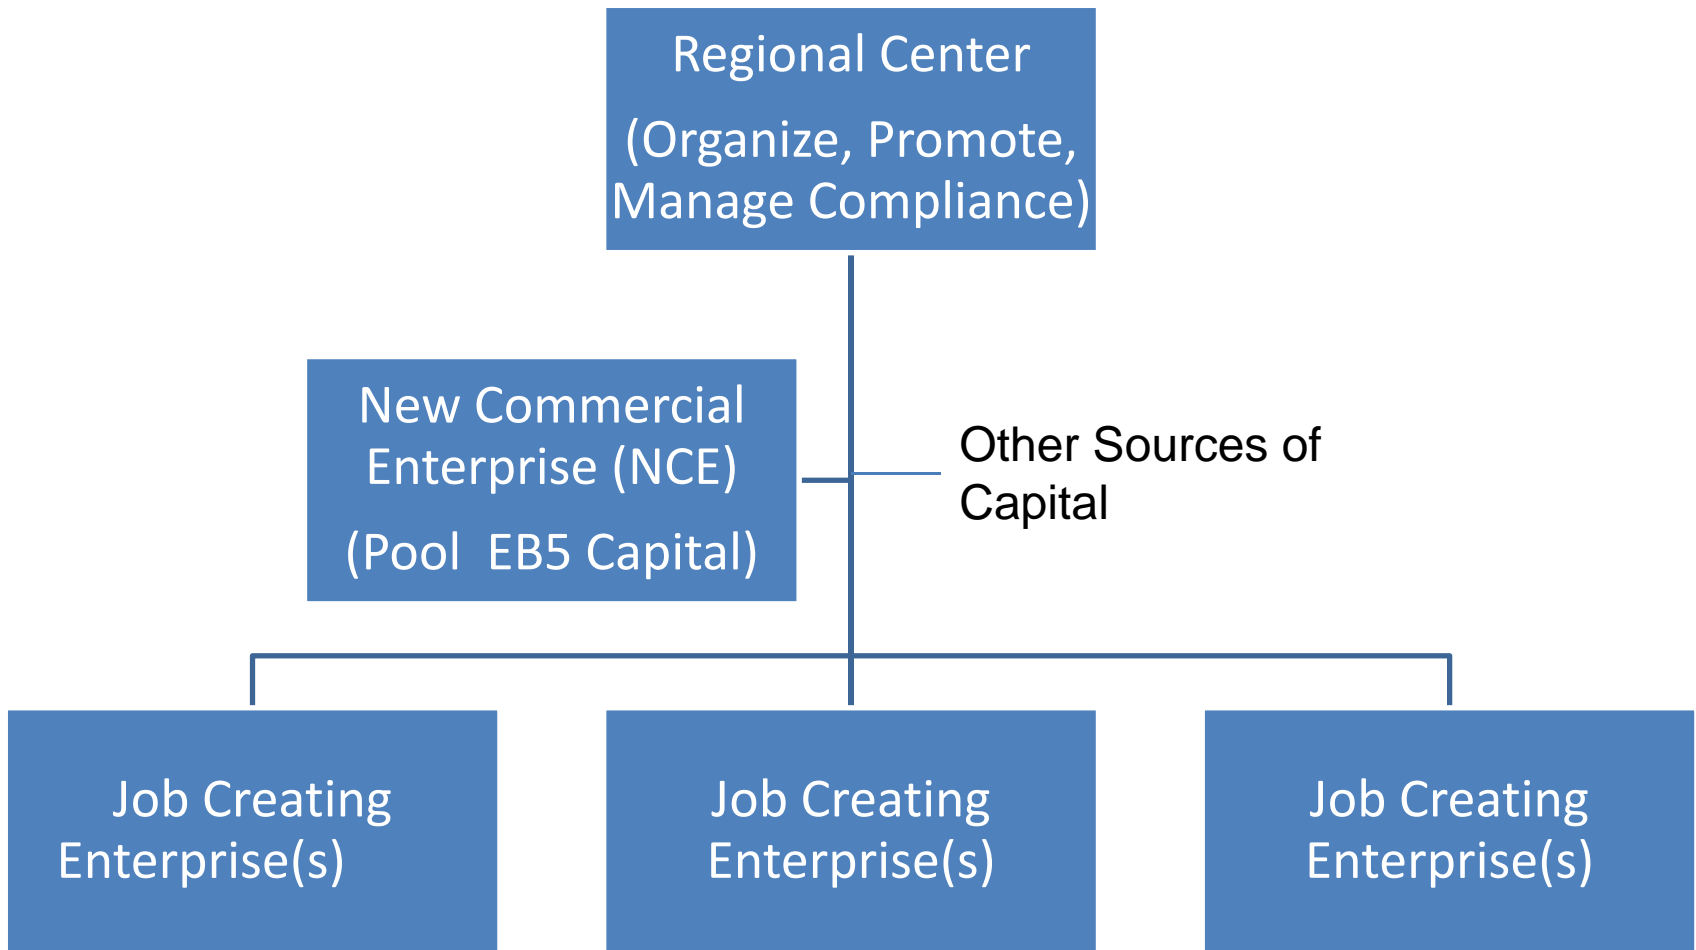 Regional Center
(Organize, Promote,
Manage Compliance)
New Commercial
Enterprise (NCE)
(Pool  EB5 Capital)
Other Sources of
Capital
Job Creating
Enterprise(s)
Job Creating
Enterprise(s)
Job Creating
Enterprise(s)